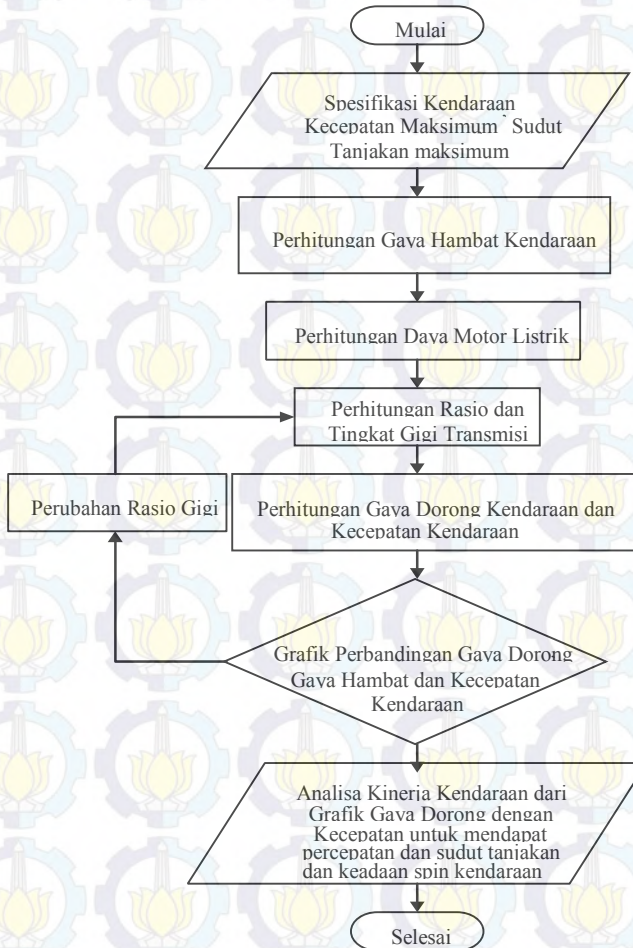 Mulai
Spesifikasi Kendaraan
Kecepatan Maksimum` Sudut
Tanjakan maksimum
Perhitungan Gaya Hambat Kendaraan
Perhitungan Daya Motor Listrik
Perhitungan Rasio dan
Tingkat Gigi Transmisi
Perubahan Rasio Gigi
Perhitungan Gaya Dorong Kendaraan dan
Kecepatan Kendaraan
Grafik Perbandingan Gaya Dorong
Gaya Hambat dan Kecepatan
Kendaraan
Analisa Kinerja Kendaraan dari
Grafik Gaya Dorong dengan
Kecepatan untuk mendapat
percepatan dan sudut tanjakan
dan keadaan spin kendaraan
Selesai